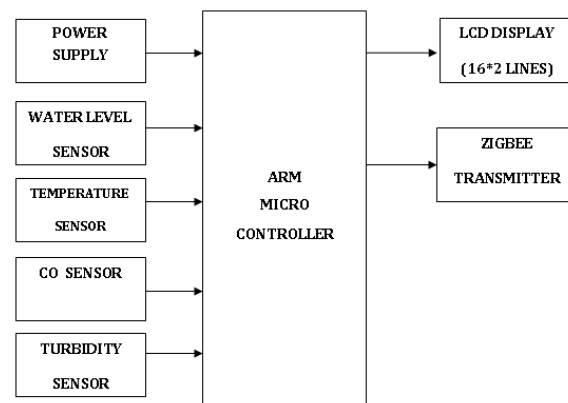 POWER
SUPPLY
WATER LEVEL
SENSOR
TEMPERATURE
SENSOR
CO SENSOR
TURBIDITY
SENSOR
ARM
MICRO
CONTROLLER
LCD DISPLAY
(16*2 LINES)
ZIGBEE
TRANSMITTER